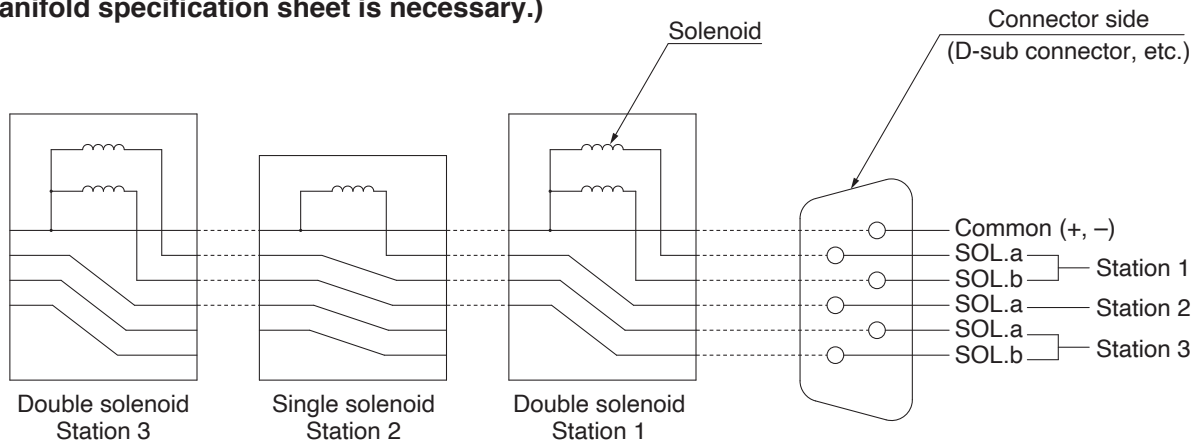 anifold specification sheet is necessary.)
Solenoid
Connector side
(D-sub connector, etc.)
Common (+, –)
SOL.a
SOL.b
Station 1
SOL.a
Station 2
SOL.a
SOL.b
Station 3
Double solenoid
Station 3
Single solenoid
Station 2
Double solenoid
Station 1